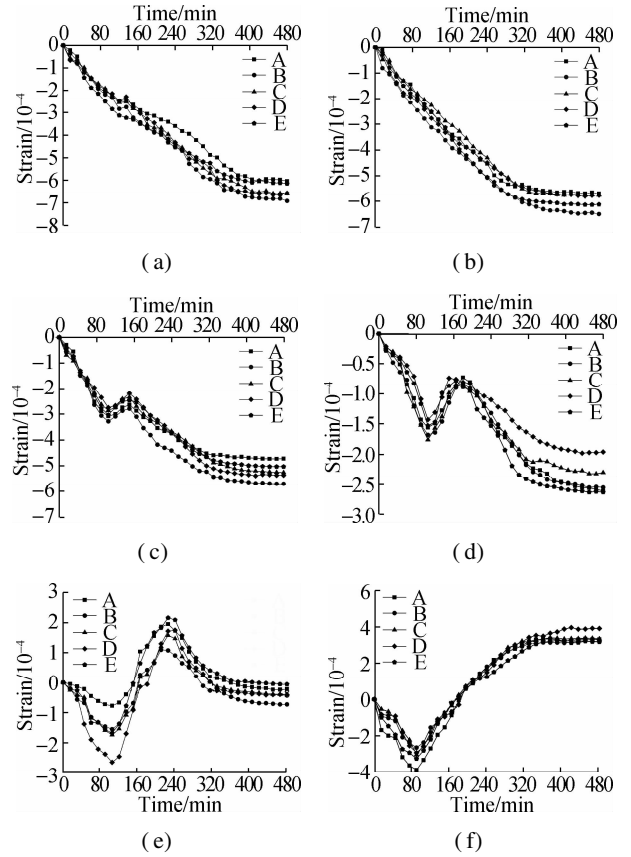 Time/min Time/min
0 80 160 240 320 400 480 0 80 160 240 320 400 480
0 0
−1 A −1 A
−2 B −2 B
−3 C −3 C
−4 D −4 D
−5 E −5 E
−6 −6
−7 −7
−8
Strain/10⁻⁴ Strain/10⁻⁴
(a) (b)
Time/min Time/min
0 80 160 240 320 400 480 0 80 160 240 320 400 480
0 0
−1 A −0.5 A
−2 B −1.0 B
−3 C −1.5 C
−4 D −2.0 D
−5 E −2.5 E
−6 −3.0
−7
Strain/10⁻⁴ Strain/10⁻⁴
(c) (d)
3 A 6 A
2 B 4 B
1 C 2 C
0 D 0 D
−1 E −2 E
−2 −4
−3
Strain/10⁻⁴ Strain/10⁻⁴
0 80 160 240 320 400 480 0 80 160 240 320 400 480
Time/min Time/min
(e) (f)